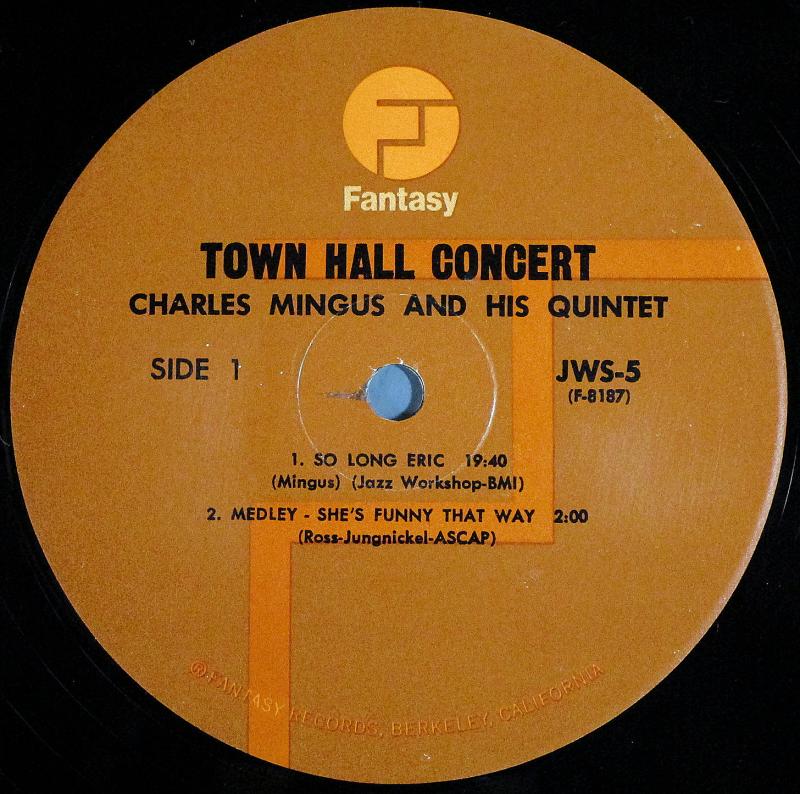 Fantasy
TOWN HALL CONCERT
CHARLES MINGUS AND HIS QUINTET
SIDE 1
JWS-5
(F-8187)
1. SO LONG ERIC 19:40
(Mingus) (Jazz Workshop-BMI)
2. MEDLEY - SHE'S FUNNY THAT WAY 2:00
(Ross-Jungnickel-ASCAP)
®FANTASY RECORDS, BERKELEY, CALIFORNIA